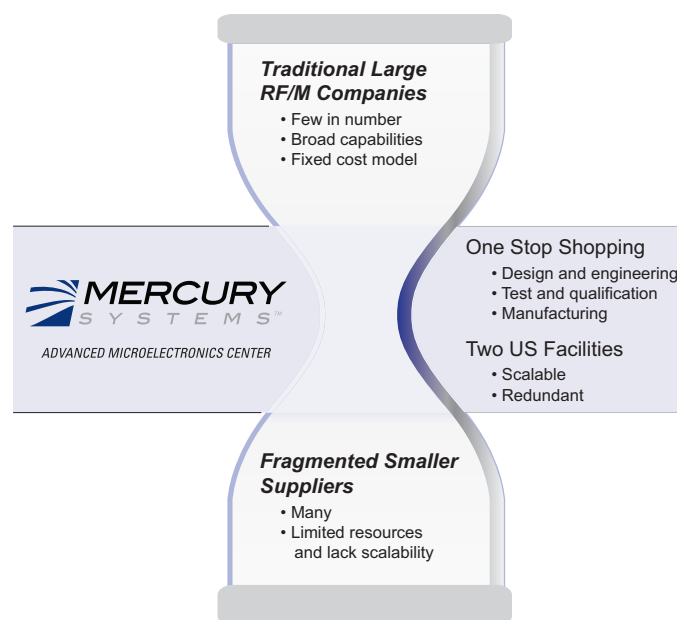 Traditional Large
RF/M Companies
• Few in number
• Broad capabilities
• Fixed cost model
MERCURY
SYSTEMS™
ADVANCED MICROELECTRONICS CENTER
One Stop Shopping
• Design and engineering
• Test and qualification
• Manufacturing
Two US Facilities
• Scalable
• Redundant
Fragmented Smaller
Suppliers
• Many
• Limited resources
and lack scalability